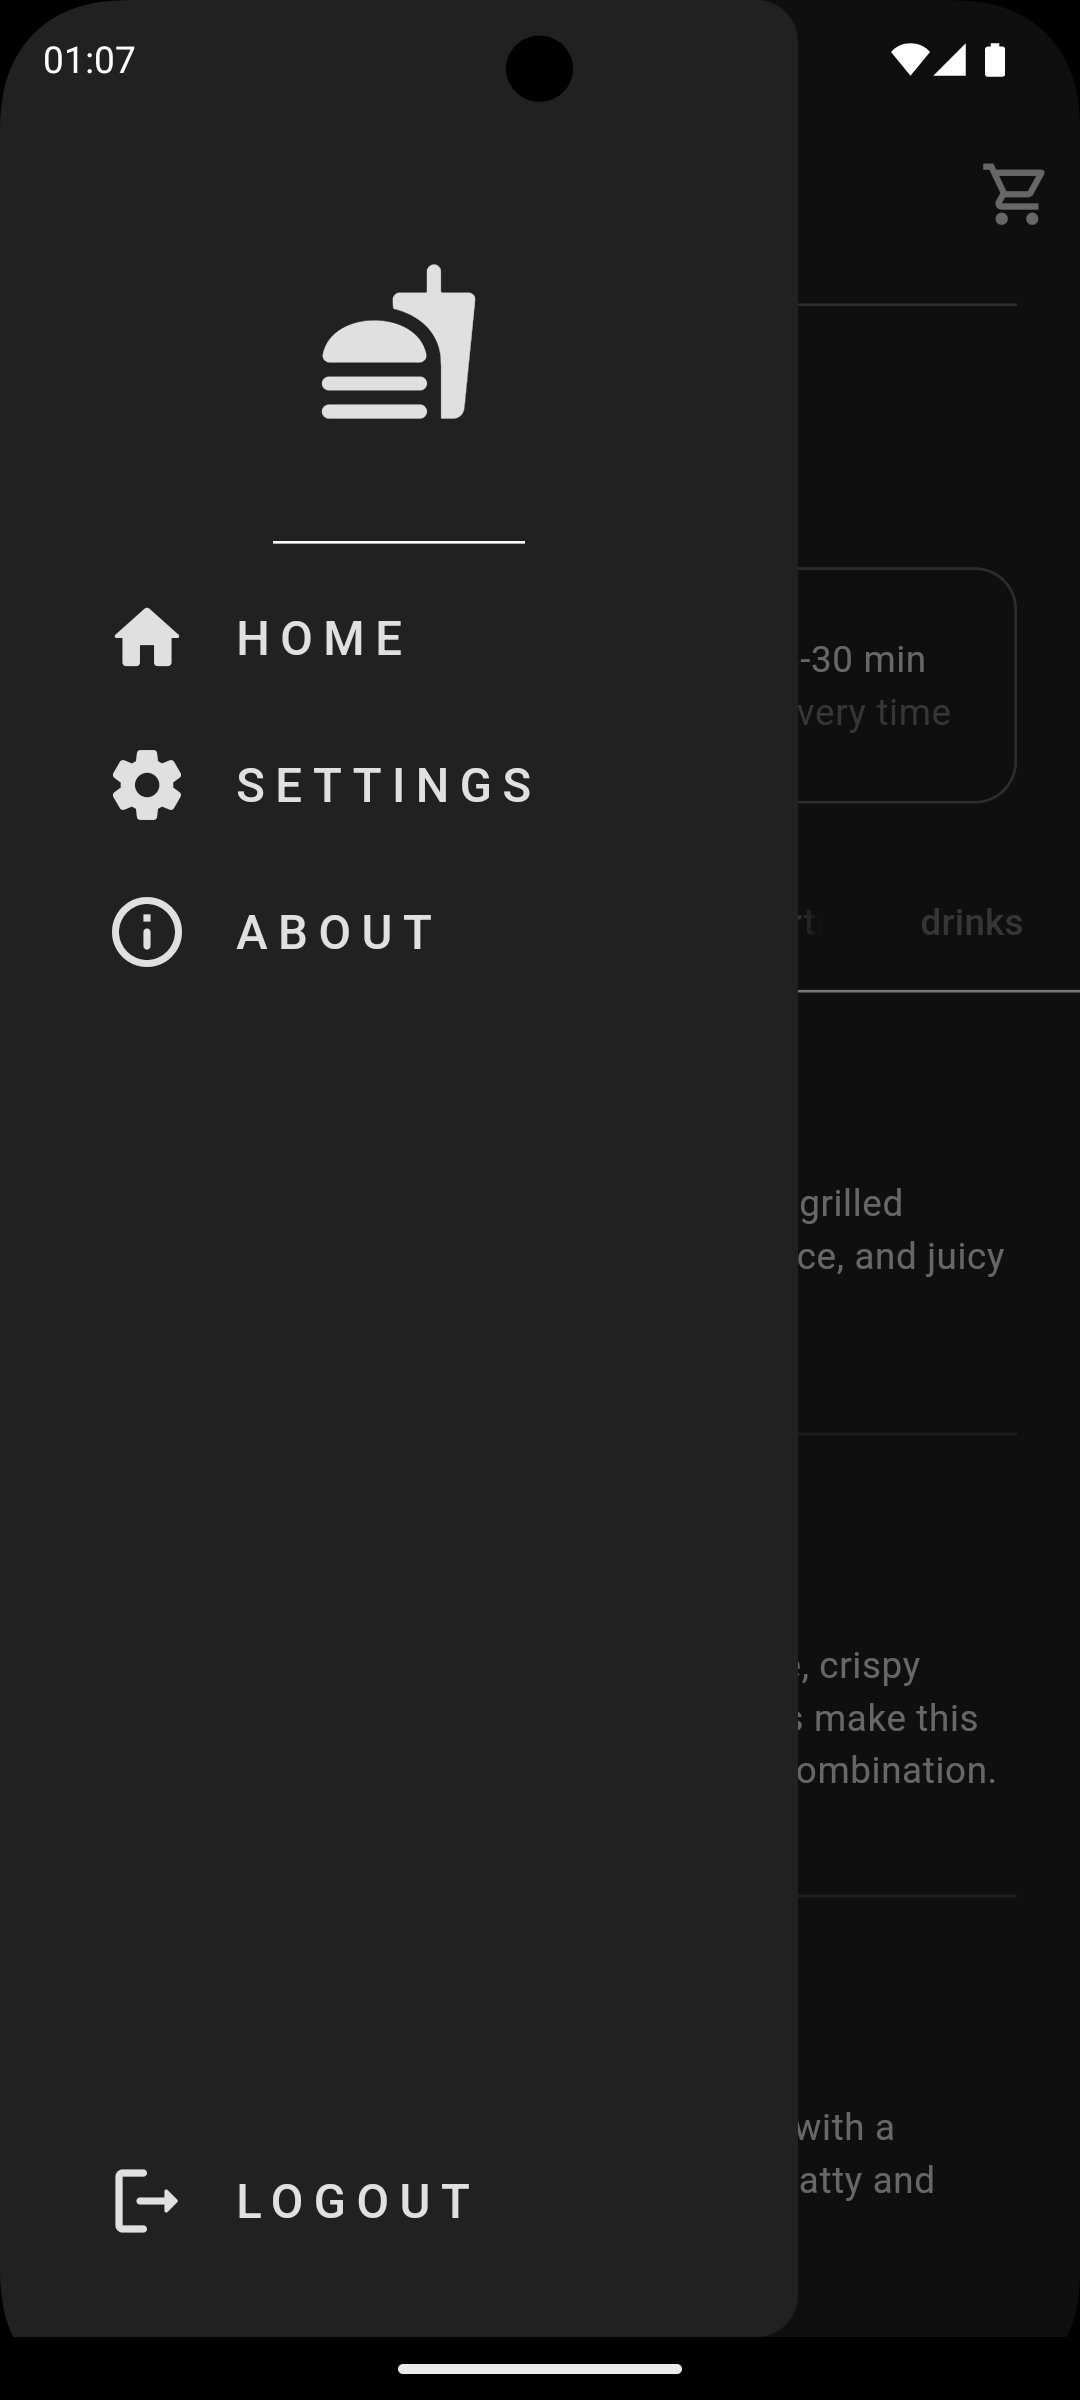 01:07
HOME
SETTINGS
ABOUT
LOGOUT
-30 min
very time
drinks
grilled
ce, and juicy
, crispy
s make this
ombination.
with a
atty and